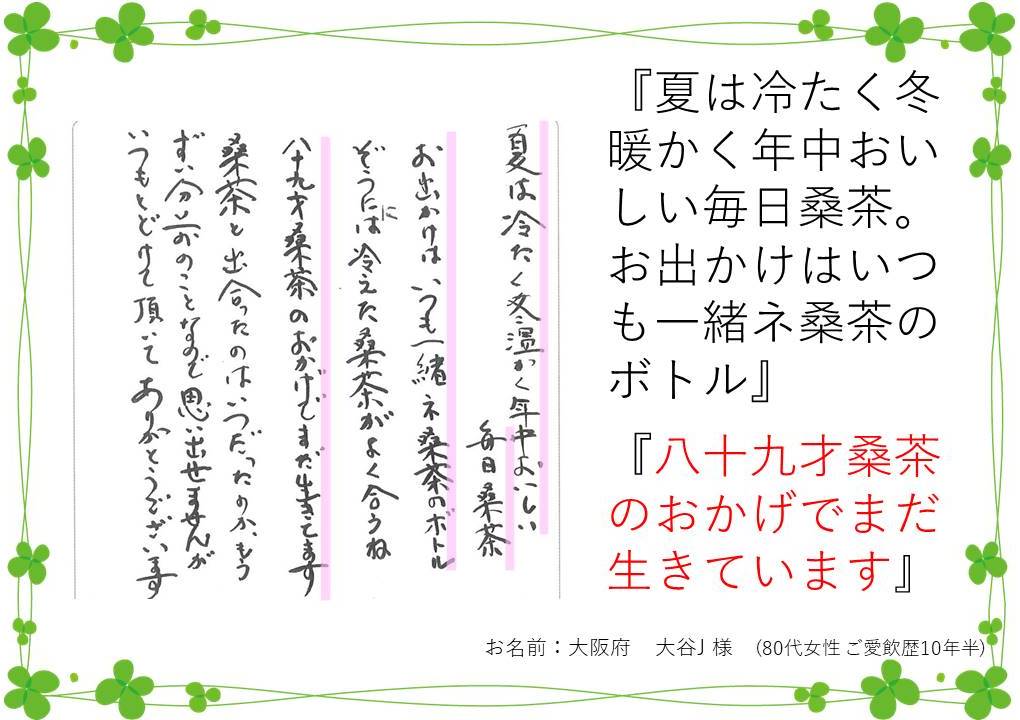 夏は冷たく冬温かく年中おいしい
毎日桑茶
お出かけはいつも一緒ネ桑茶のボトル
ぞうにには冷えた桑茶がよく合うね
八十九才桑茶のおかげでまだ生きてます
桑茶と出合ったのはいつだったのか、もう
ずい分前のことなので思い出せませんが
いつもとどけて頂いてありがとうございます
『夏は冷たく冬
暖かく年中おい
しい毎日桑茶。
お出かけはいつ
も一緒ネ桑茶の
ボトル』
『八十九才桑茶
のおかげでまだ
生きています』
お名前：大阪府　大谷J 様　(80代女性 ご愛飲歴10年半)